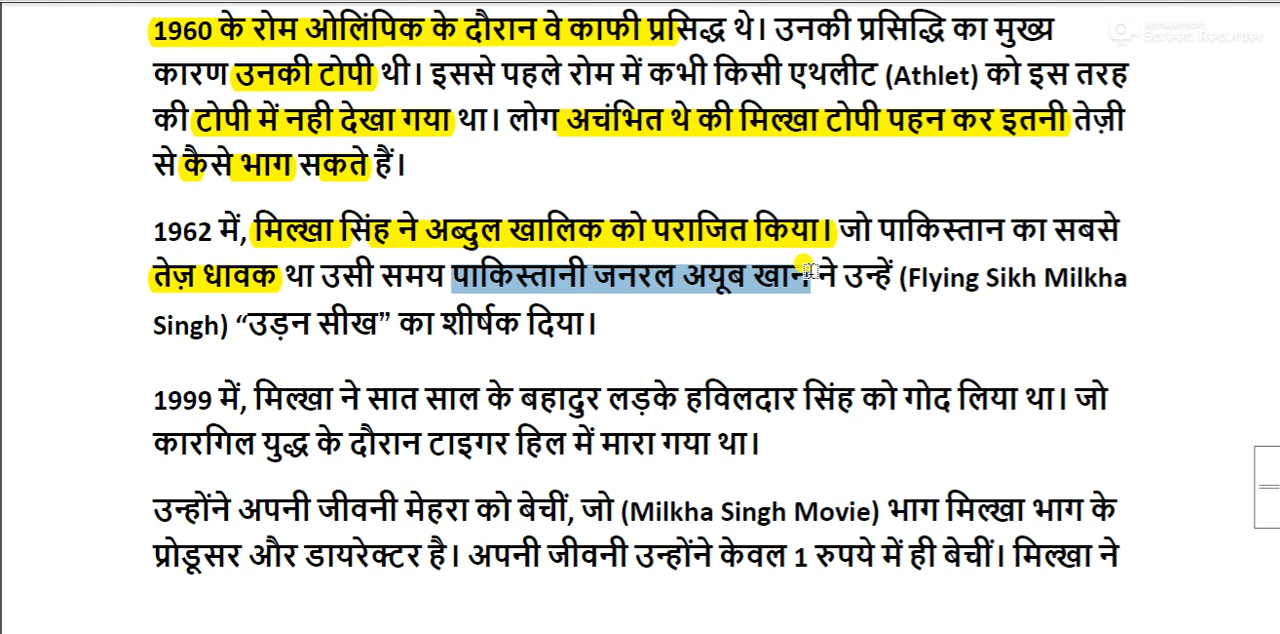 1960 के रोम ओलिंपिक के दौरान वे काफी प्रसिद्ध थे। उनकी प्रसिद्धि का मुख्य
कारण उनकी टोपी थी। इससे पहले रोम में कभी किसी एथलीट (Athlet) को इस तरह
की टोपी में नही देखा गया था। लोग अचंभित थे की मिल्खा टोपी पहन कर इतनी तेज़ी
से कैसे भाग सकते हैं।
1962 में, मिल्खा सिंह ने अब्दुल खालिक को पराजित किया। जो पाकिस्तान का सबसे
तेज़ धावक था उसी समय पाकिस्तानी जनरल अयूब खान ने उन्हें (Flying Sikh Milkha
Singh) “उड़न सीख” का शीर्षक दिया।
1999 में, मिल्खा ने सात साल के बहादुर लड़के हविलदार सिंह को गोद लिया था। जो
कारगिल युद्ध के दौरान टाइगर हिल में मारा गया था।
उन्होंने अपनी जीवनी मेहरा को बेचीं, जो (Milkha Singh Movie) भाग मिल्खा भाग के
प्रोडूसर और डायरेक्टर है। अपनी जीवनी उन्होंने केवल 1 रुपये में ही बेचीं। मिल्खा ने
Apowersoft
Screen Recorder